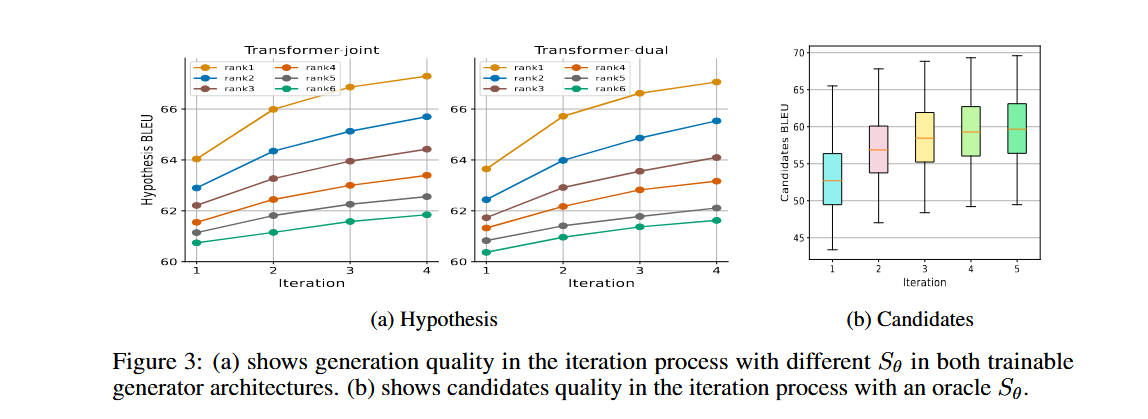 Transformer-joint
rank1 rank4
rank2 rank5
rank3 rank6
Hypothesis BLEU
66
64
62
60
1 2 3 4
Iteration
Transformer-dual
rank1 rank4
rank2 rank5
rank3 rank6
66
64
62
60
1 2 3 4
Iteration
(a) Hypothesis
Candidates BLEU
70
65
60
55
50
45
1 2 3 4 5
Iteration
(b) Candidates
Figure 3: (a) shows generation quality in the iteration process with different Sθ in both trainable
generator architectures. (b) shows candidates quality in the iteration process with an oracle Sθ.